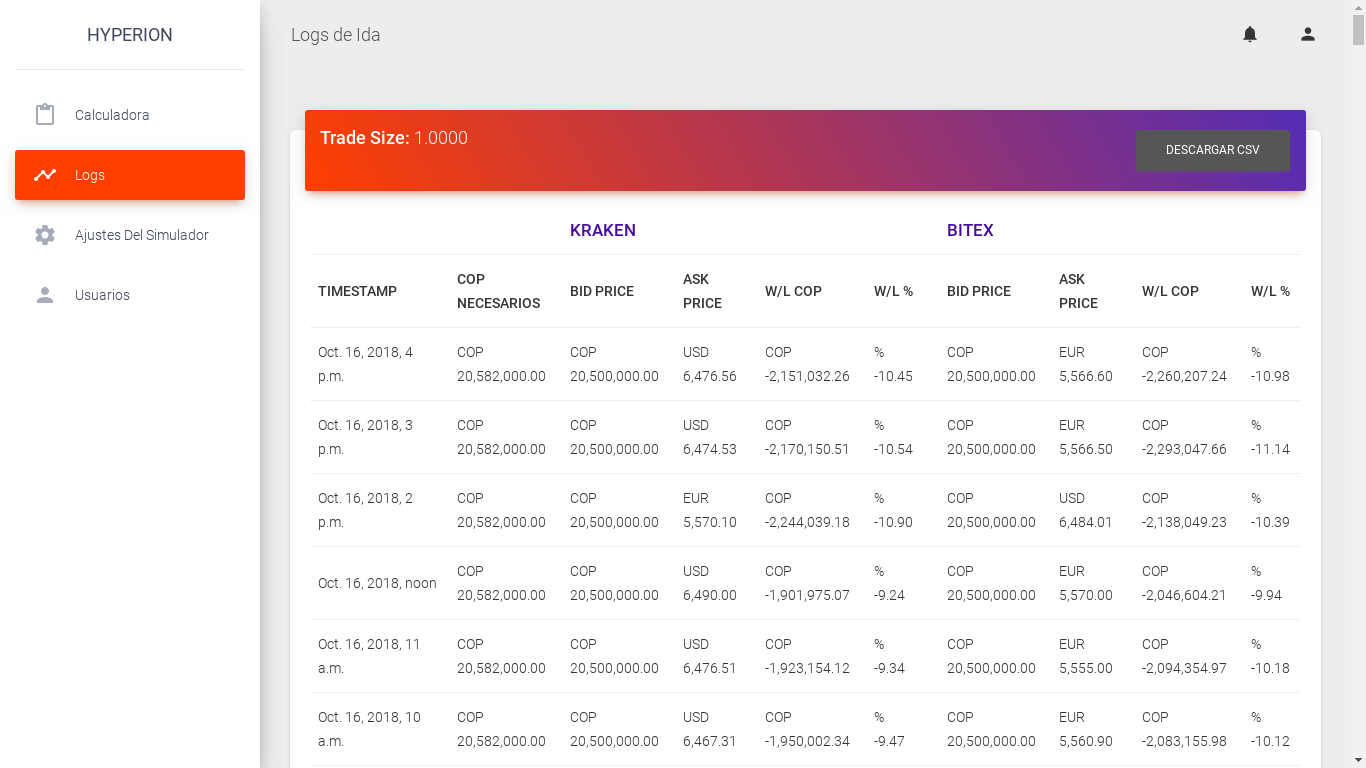 HYPERION
Calculadora
Logs
Ajustes Del Simulador
Usuarios
Logs de Ida
Trade Size: 1.0000
DESCARGAR CSV
KRAKEN BITEX
TIMESTAMP COP NECESARIOS BID PRICE ASK PRICE W/L COP W/L % BID PRICE ASK PRICE W/L COP W/L %
Oct. 16, 2018, 4 p.m. COP 20,582,000.00 COP 20,500,000.00 USD 6,476.56 COP -2,151,032.26 % -10.45 COP 20,500,000.00 EUR 5,566.60 COP -2,260,207.24 % -10.98
Oct. 16, 2018, 3 p.m. COP 20,582,000.00 COP 20,500,000.00 USD 6,474.53 COP -2,170,150.51 % -10.54 COP 20,500,000.00 EUR 5,566.50 COP -2,293,047.66 % -11.14
Oct. 16, 2018, 2 p.m. COP 20,582,000.00 COP 20,500,000.00 EUR 5,570.10 COP -2,244,039.18 % -10.90 COP 20,500,000.00 USD 6,484.01 COP -2,138,049.23 % -10.39
Oct. 16, 2018, noon COP 20,582,000.00 COP 20,500,000.00 USD 6,490.00 COP -1,901,975.07 % -9.24 COP 20,500,000.00 EUR 5,570.00 COP -2,046,604.21 % -9.94
Oct. 16, 2018, 11 a.m. COP 20,582,000.00 COP 20,500,000.00 USD 6,476.51 COP -1,923,154.12 % -9.34 COP 20,500,000.00 EUR 5,555.00 COP -2,094,354.97 % -10.18
Oct. 16, 2018, 10 a.m. COP 20,582,000.00 COP 20,500,000.00 USD 6,467.31 COP -1,950,002.34 % -9.47 COP 20,500,000.00 EUR 5,560.90 COP -2,083,155.98 % -10.12